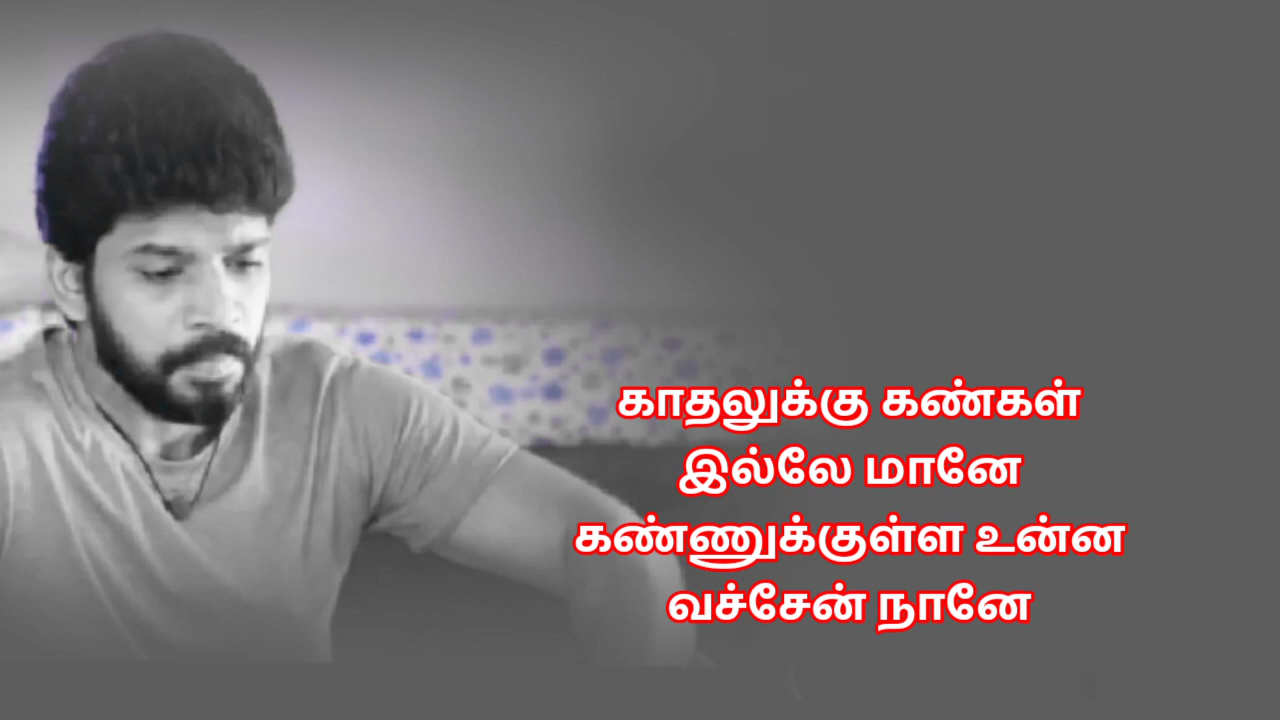 காதலுக்கு கண்கள்
இல்லே மானே
கண்ணுக்குள்ள உன்ன
வச்சேன் நானே